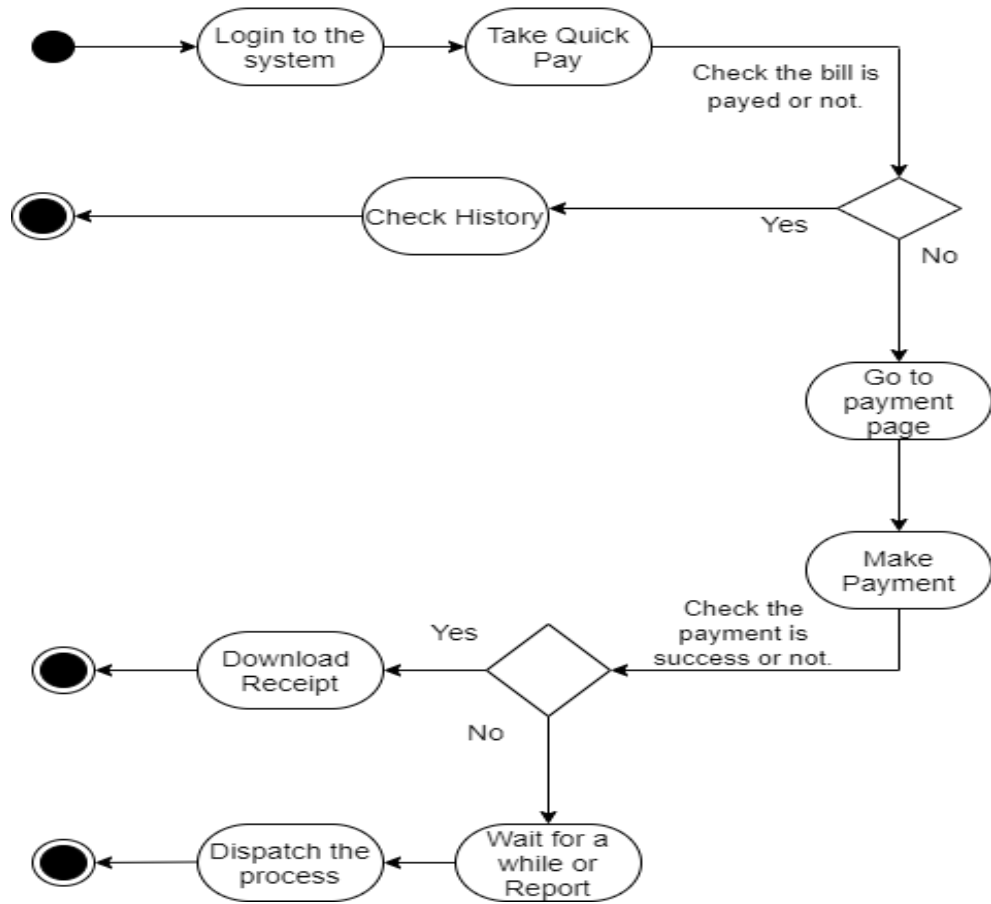 Login to the
system
Take Quick
Pay
Check the bill is
payed or not.
Check History
Yes
No
Go to
payment
page
Make
Payment
Check the
payment is
success or not.
Yes
Download
Receipt
No
Wait for a
while or
Report
Dispatch the
process